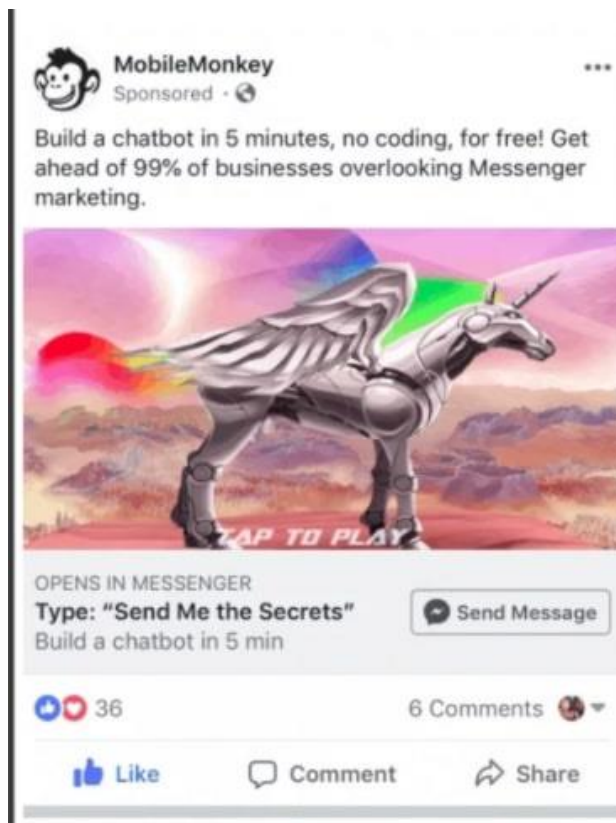 MobileMonkey
Sponsored ·
Build a chatbot in 5 minutes, no coding, for free! Get
ahead of 99% of businesses overlooking Messenger
marketing.
TAP TO PLAY
OPENS IN MESSENGER
Type: “Send Me the Secrets”
Send Message
Build a chatbot in 5 min
36
6 Comments
Like
Comment
Share